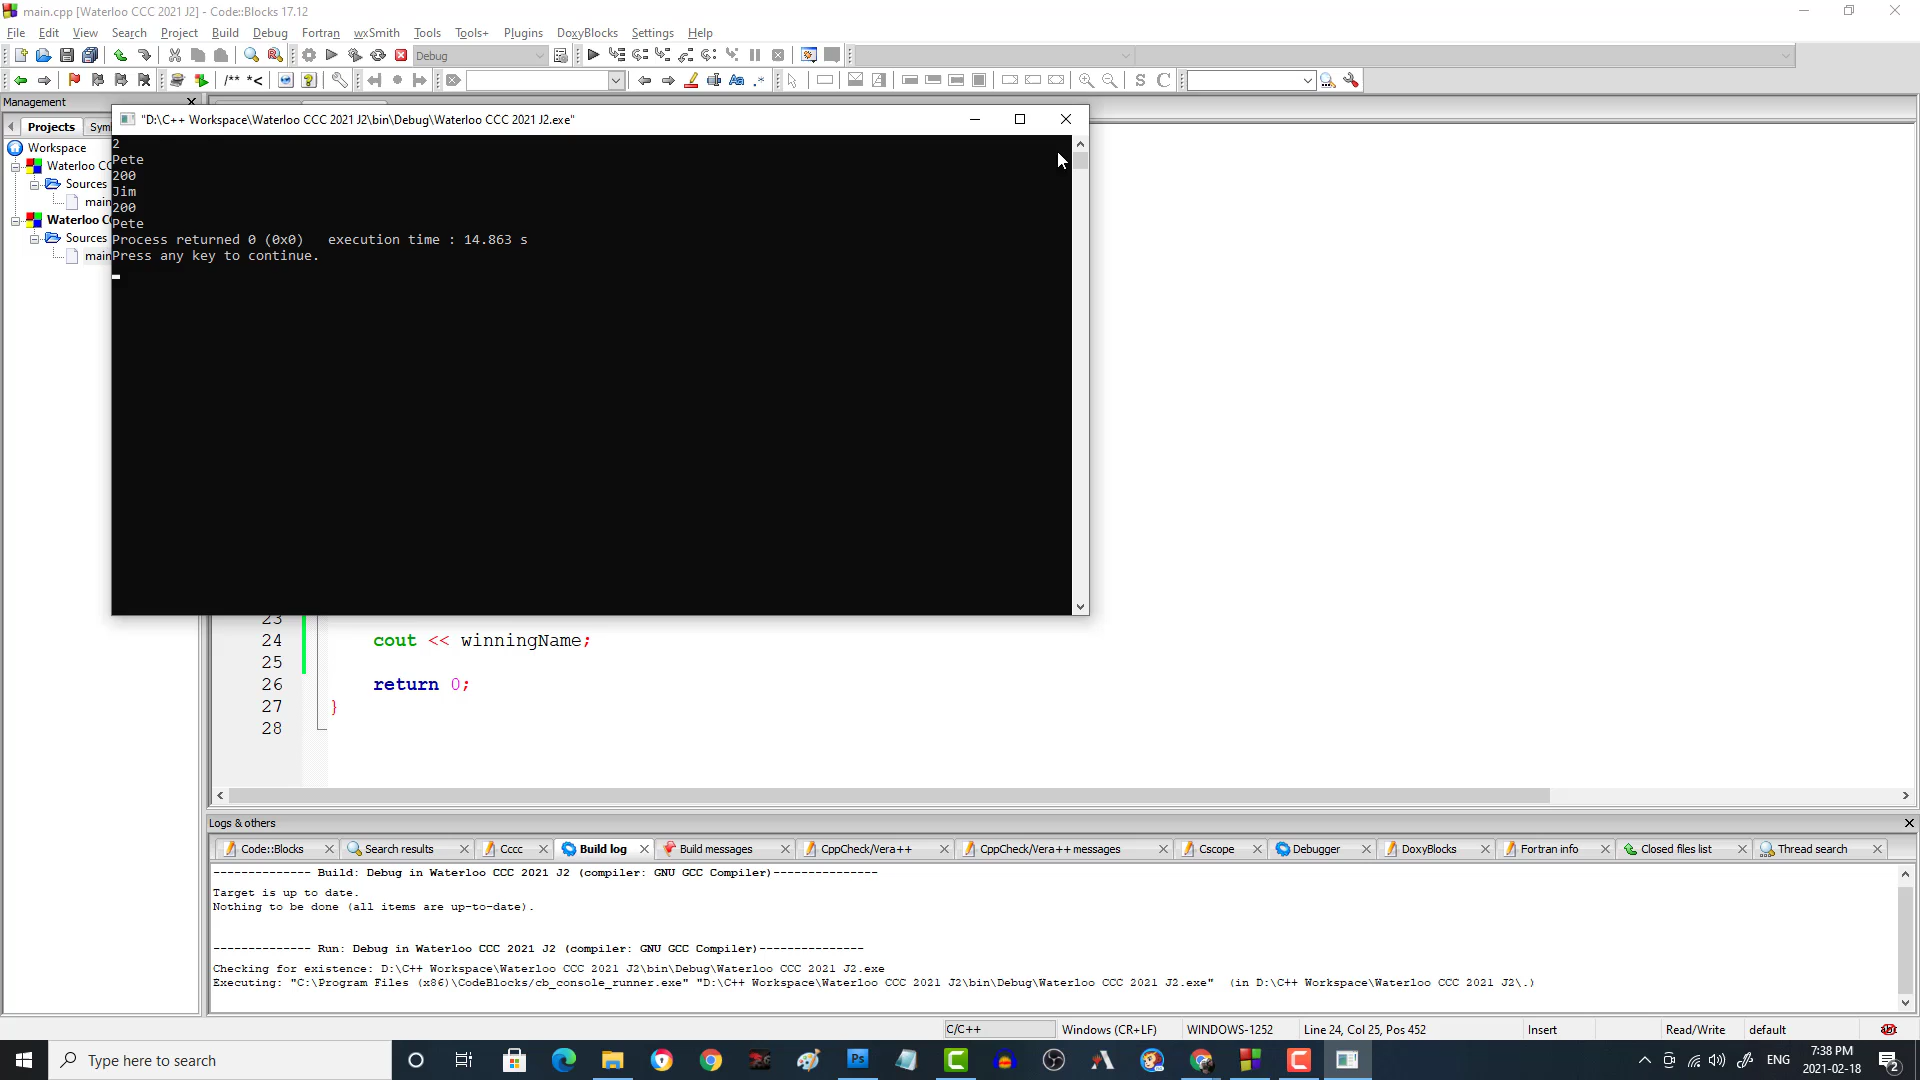 main.cpp [Waterloo CCC 2021 J2] - Code::Blocks 17.12
File Edit View Search Project Build Debug Fortran wxSmith Tools Tools+ Plugins DoxyBlocks Settings Help
Debug
/** *< S C
Management
Projects Sym
Workspace
Waterloo CC
Sources
main
Waterloo CC
Sources
main
"D:\C++ Workspace\Waterloo CCC 2021 J2\bin\Debug\Waterloo CCC 2021 J2.exe"
2
Pete
200
Jim
200
Pete
Process returned 0 (0x0)   execution time : 14.863 s
Press any key to continue.
23
24 cout << winningName;
25
26 return 0;
27 }
28
Logs & others
Code::Blocks Search results Cccc Build log Build messages CppCheck/Vera++ CppCheck/Vera++ messages Cscope Debugger DoxyBlocks Fortran info Closed files list Thread search
-------------- Build: Debug in Waterloo CCC 2021 J2 (compiler: GNU GCC Compiler)---------------
Target is up to date.
Nothing to be done (all items are up-to-date).
-------------- Run: Debug in Waterloo CCC 2021 J2 (compiler: GNU GCC Compiler)---------------
Checking for existence: D:\C++ Workspace\Waterloo CCC 2021 J2\bin\Debug\Waterloo CCC 2021 J2.exe
Executing: "C:\Program Files (x86)\CodeBlocks/cb_console_runner.exe" "D:\C++ Workspace\Waterloo CCC 2021 J2\bin\Debug\Waterloo CCC 2021 J2.exe"  (in D:\C++ Workspace\Waterloo CCC 2021 J2\.)
C/C++ Windows (CR+LF) WINDOWS-1252 Line 24, Col 25, Pos 452 Insert Read/Write default
Type here to search
Ps
ENG
7:38 PM
2021-02-18
2